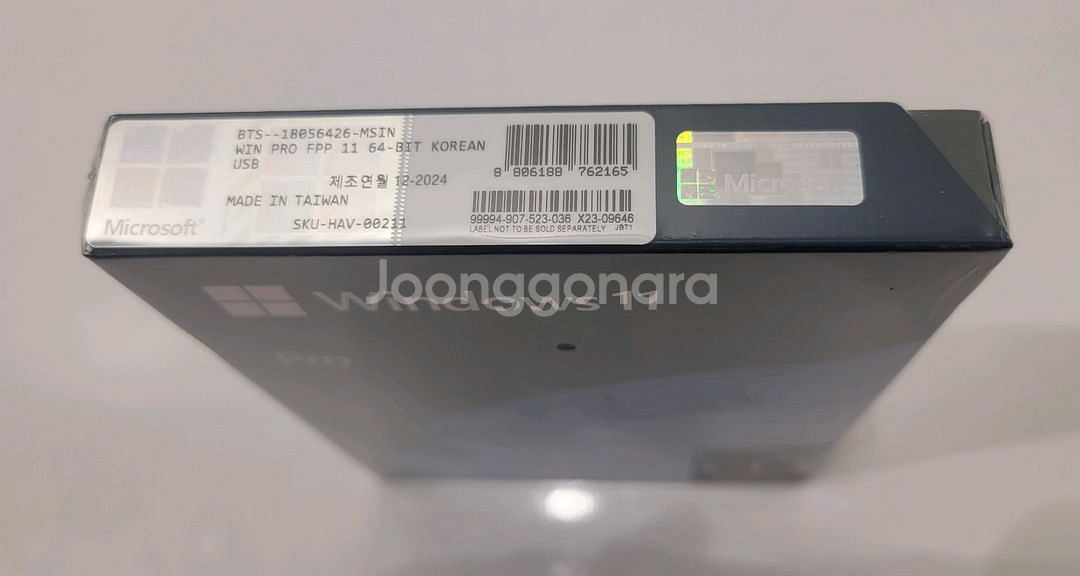 BTS--18056426-MSIN
WIN PRO FPP 11 64-BIT KOREAN
USB
제조연월 12-2024
MADE IN TAIWAN
SKU-HAV-00211
Microsoft®
8 806188 762165
99994-907-523-036 X23-09646
LABEL NOT TO BE SOLD SEPARATELY JBT1
Microsoft
Windows 11
Pro
Joonggonara